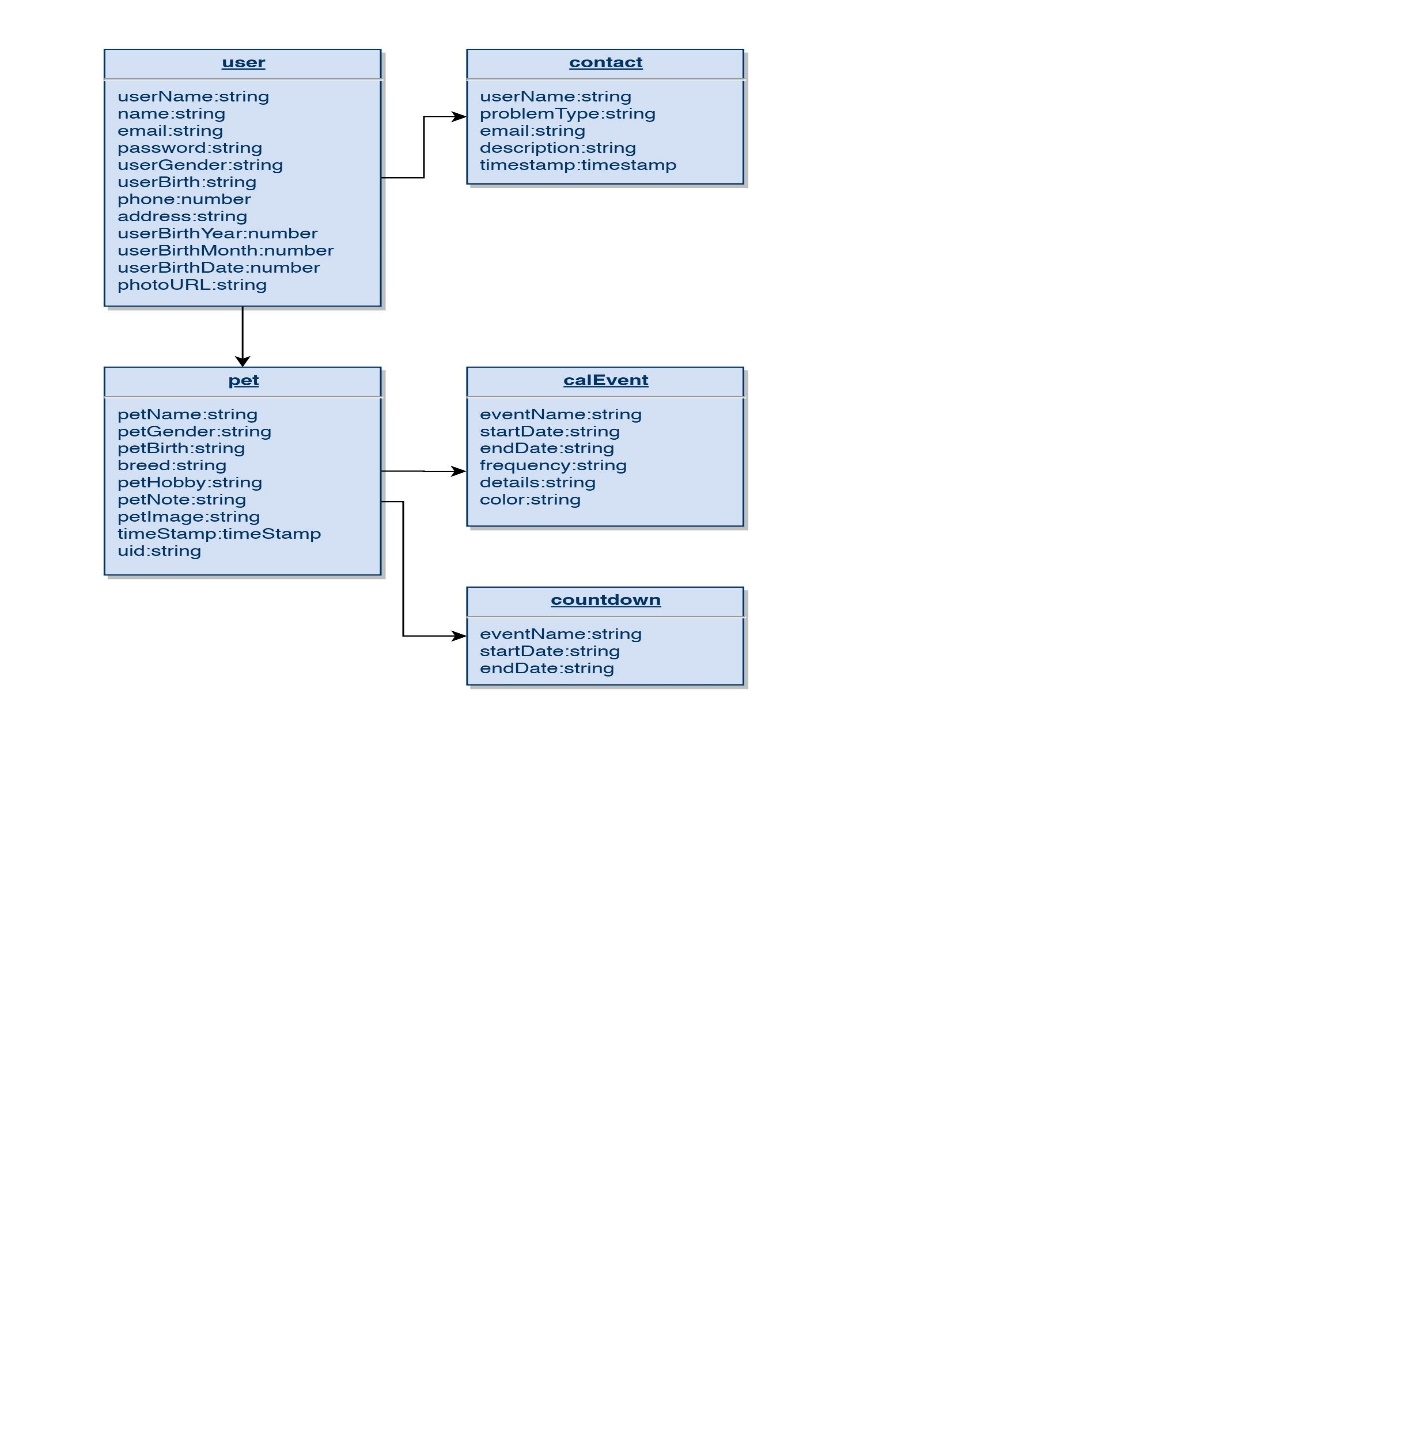 user
userName:string
name:string
email:string
password:string
userGender:string
userBirth:string
phone:number
address:string
userBirthYear:number
userBirthMonth:number
userBirthDate:number
photoURL:string
contact
userName:string
problemType:string
email:string
description:string
timestamp:timestamp
pet
petName:string
petGender:string
petBirth:string
breed:string
petHobby:string
petNote:string
petImage:string
timeStamp:timeStamp
uid:string
calEvent
eventName:string
startDate:string
endDate:string
frequency:string
details:string
color:string
countdown
eventName:string
startDate:string
endDate:string